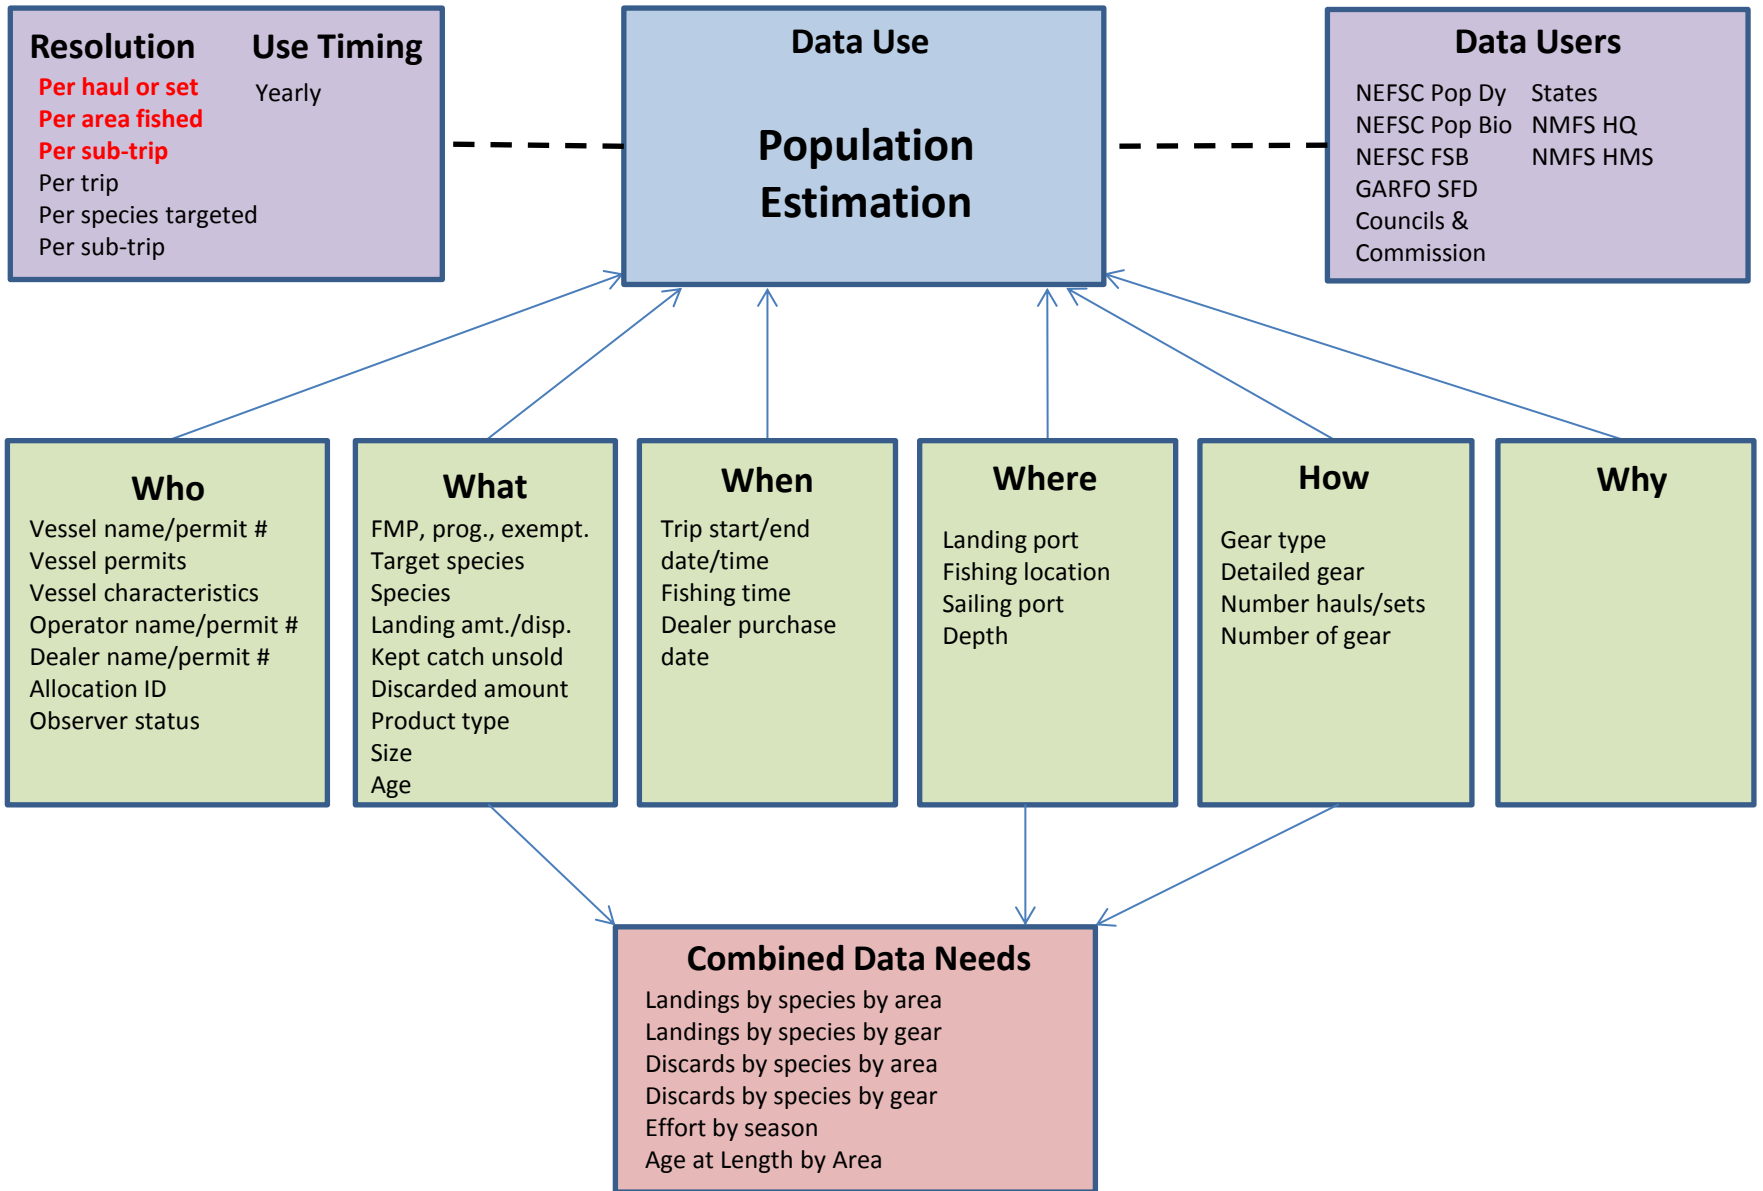 Resolution
Per haul or set
Per area fished
Per sub-trip
Per trip
Per species targeted
Per sub-trip
Use Timing
Yearly
Data Use
Population
Estimation
Data Users
NEFSC Pop Dy
NEFSC Pop Bio
NEFSC FSB
GARFO SFD
Councils &
Commission
States
NMFS HQ
NMFS HMS
Who
Vessel name/permit #
Vessel permits
Vessel characteristics
Operator name/permit #
Dealer name/permit #
Allocation ID
Observer status
What
FMP, prog., exempt.
Target species
Species
Landing amt./disp.
Kept catch unsold
Discarded amount
Product type
Size
Age
When
Trip start/end
date/time
Fishing time
Dealer purchase
date
Where
Landing port
Fishing location
Sailing port
Depth
How
Gear type
Detailed gear
Number hauls/sets
Number of gear
Why
Combined Data Needs
Landings by species by area
Landings by species by gear
Discards by species by area
Discards by species by gear
Effort by season
Age at Length by Area